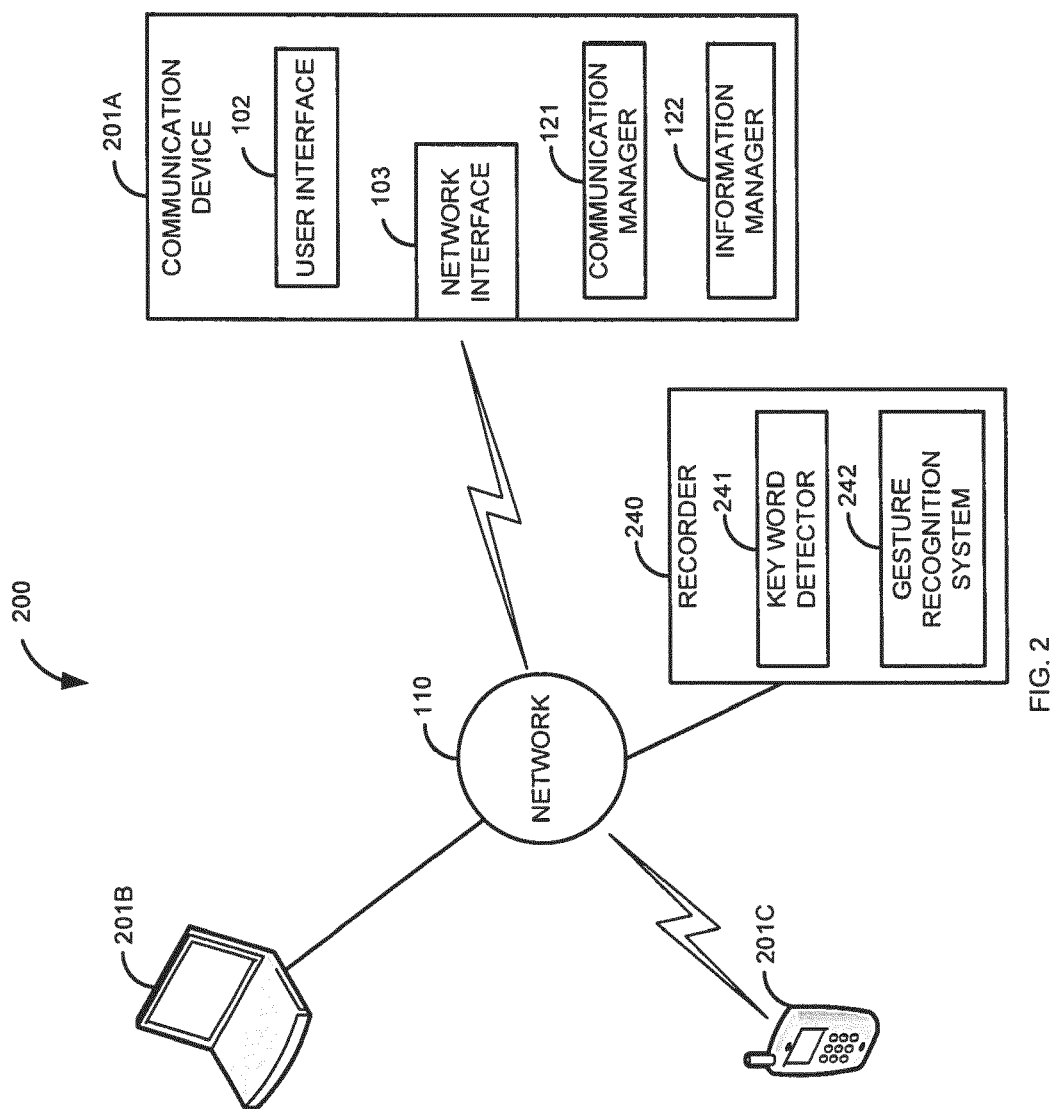 200
201B
110
NETWORK
201C
201A
COMMUNICATION
DEVICE
102
USER INTERFACE
103
NETWORK
INTERFACE
121
COMMUNICATION
MANAGER
122
INFORMATION
MANAGER
240
RECORDER
241
KEY WORD
DETECTOR
242
GESTURE
RECOGNITION
SYSTEM
FIG. 2